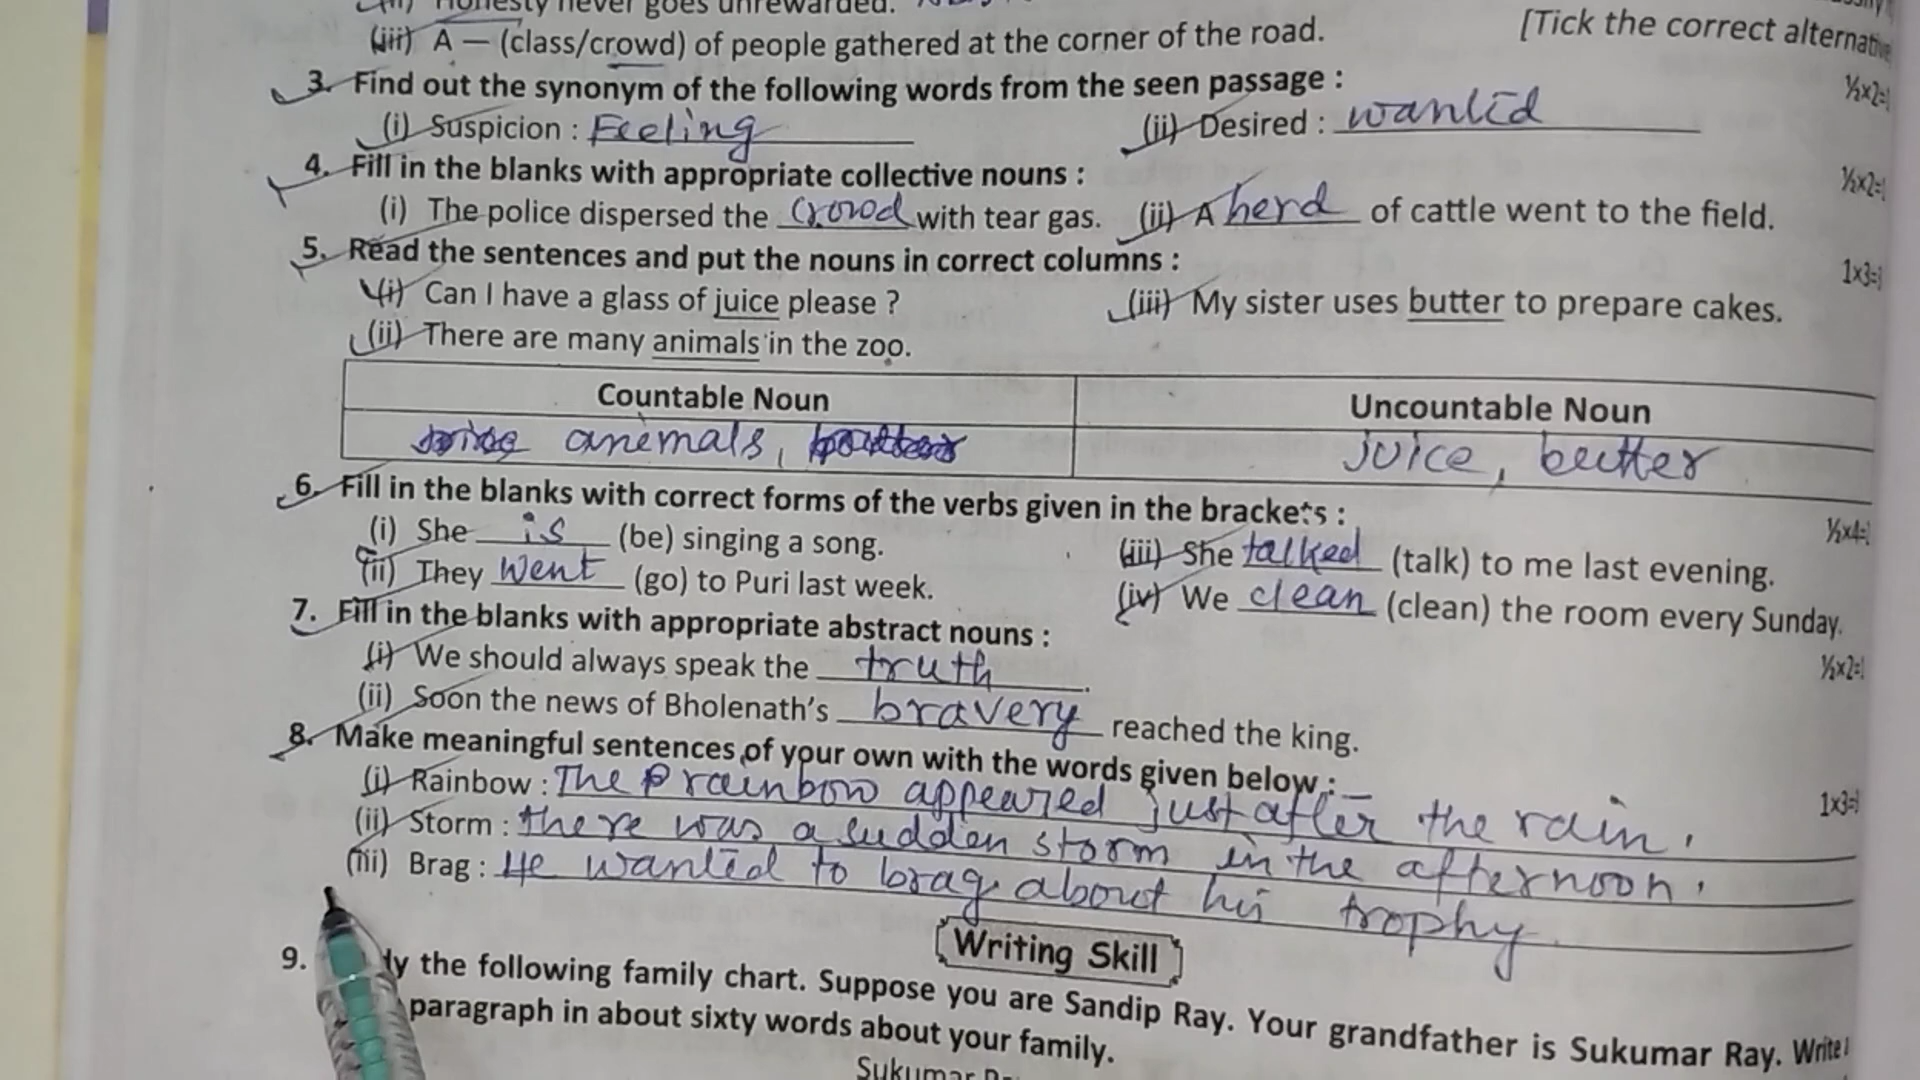 Honesty never goes unrewarded.
(iii) A — (class/crowd) of people gathered at the corner of the road. [Tick the correct alternative
3. Find out the synonym of the following words from the seen passage : ½x2=1
(i) Suspicion : Feeling (ii) Desired : wanted
4. Fill in the blanks with appropriate collective nouns : ½x2=1
(i) The police dispersed the crowd with tear gas. (ii) A herd of cattle went to the field.
5. Read the sentences and put the nouns in correct columns : 1x3=
(i) Can I have a glass of juice please ? (iii) My sister uses butter to prepare cakes.
(ii) There are many animals in the zoo.
Countable Noun Uncountable Noun
animals, juice, butter
6. Fill in the blanks with correct forms of the verbs given in the brackets : ½x4=
(i) She is (be) singing a song. (iii) She talked (talk) to me last evening.
(ii) They went (go) to Puri last week. (iv) We clean (clean) the room every Sunday.
7. Fill in the blanks with appropriate abstract nouns : ½x2=
(i) We should always speak the truth.
(ii) Soon the news of Bholenath's bravery reached the king.
8. Make meaningful sentences of your own with the words given below : 1x3=
(i) Rainbow : The rainbow appeared just after the rain.
(ii) Storm : there was a sudden storm in the afternoon.
(iii) Brag : He wanted to brag about his trophy.
Writing Skill
9. the following family chart. Suppose you are Sandip Ray. Your grandfather is Sukumar Ray. Write
paragraph in about sixty words about your family.
Sukumar